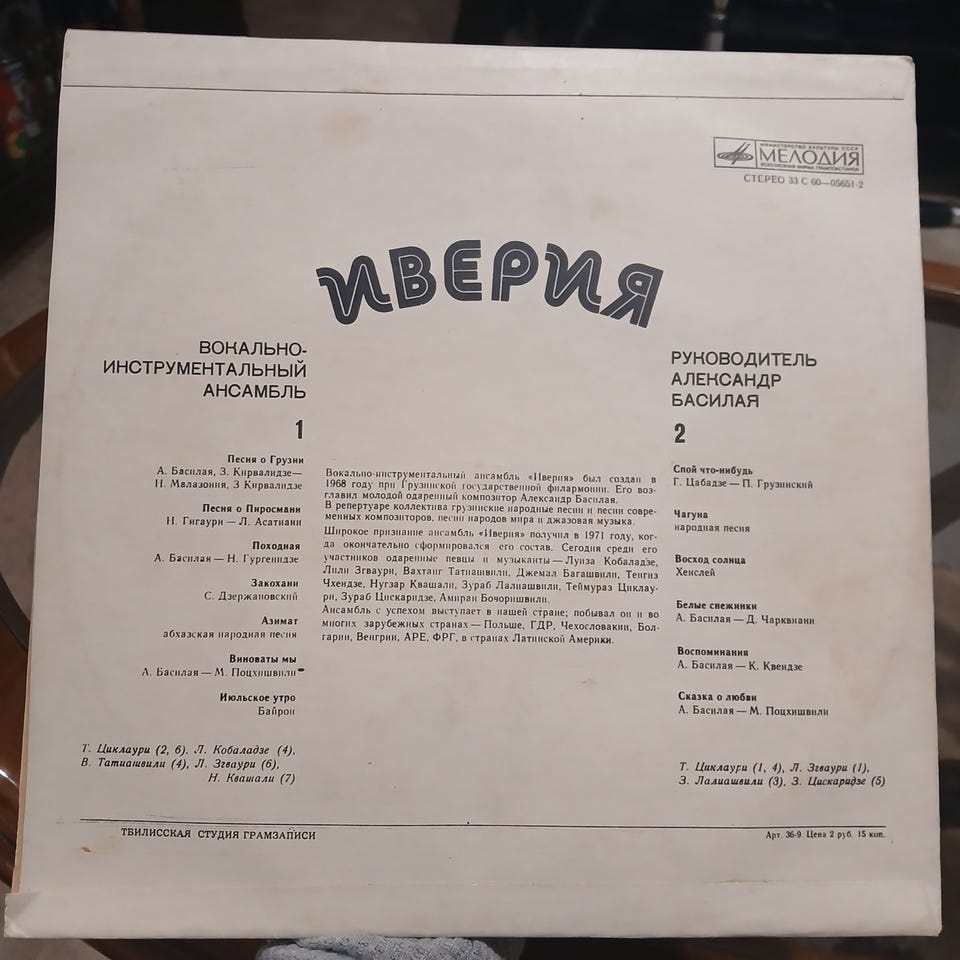 МИНИСТЕРСТВО КУЛЬТУРЫ СССР
МЕЛОДИЯ
ВСЕСОЮЗНАЯ ФИРМА ГРАМПЛАСТИНОК
СТЕРЕО 33 С 60—05651-2
ИВЕРИЯ
ВОКАЛЬНО-
ИНСТРУМЕНТАЛЬНЫЙ
АНСАМБЛЬ
1
Песня о Грузии
А. Басилая, З. Кирвалидзе—
Н. Малазония, З Кирвалидзе
Песня о Пиросмани
Н. Гигаури — Л. Асатиани
Походная
А. Басилая — Н. Гургенидзе
Закохани
С. Дзержановский
Азимат
абхазская народная песня
Виноваты мы
А. Басилая — М. Поцхишвили
Июльское утро
Байрон
Т. Циклаури (2, 6), Л. Кобаладзе (4),
В. Татиашвили (4), Л. Згваури (6),
Н. Квашали (7)
Вокально-инструментальный ансамбль «Иверия» был создан в
1968 году при Грузинской государственной филармонии. Его воз-
главил молодой одаренный композитор Александр Басилая.
В репертуаре коллектива грузинские народные песни и песни совре-
менных композиторов, песни народов мира и джазовая музыка.
Широкое признание ансамбль «Иверия» получил в 1971 году, ког-
да окончательно сформировался его состав. Сегодня среди его
участников одаренные певцы и музыканты — Луиза Кобаладзе,
Лили Згваури, Вахтанг Татиашвили, Джемал Багашвили, Тенгиз
Чхеидзе, Нугзар Квашали, Зураб Лалиашвили, Теймураз Циклау-
ри, Зураб Цискаридзе, Амиран Бочоришвили.
Ансамбль с успехом выступает в нашей стране; побывал он и во
многих зарубежных странах — Польше, ГДР, Чехословакии, Бол-
гарии, Венгрии, АРЕ, ФРГ, в странах Латинской Америки.
РУКОВОДИТЕЛЬ
АЛЕКСАНДР
БАСИЛАЯ
2
Спой что-нибудь
Г. Цабадзе — П. Грузинский
Чагуна
народная песня
Восход солнца
Хенслей
Белые снежинки
А. Басилая — Д. Чарквиани
Воспоминания
А. Басилая — К. Квендзе
Сказка о любви
А. Басилая — М. Поцхишвили
Т. Циклаури (1, 4), Л. Згваури (1),
З. Лалиашвили (3), З. Цискаридзе (5)
ТБИЛИССКАЯ СТУДИЯ ГРАМЗАПИСИ
Арт. 36-9. Цена 2 руб. 15 коп.